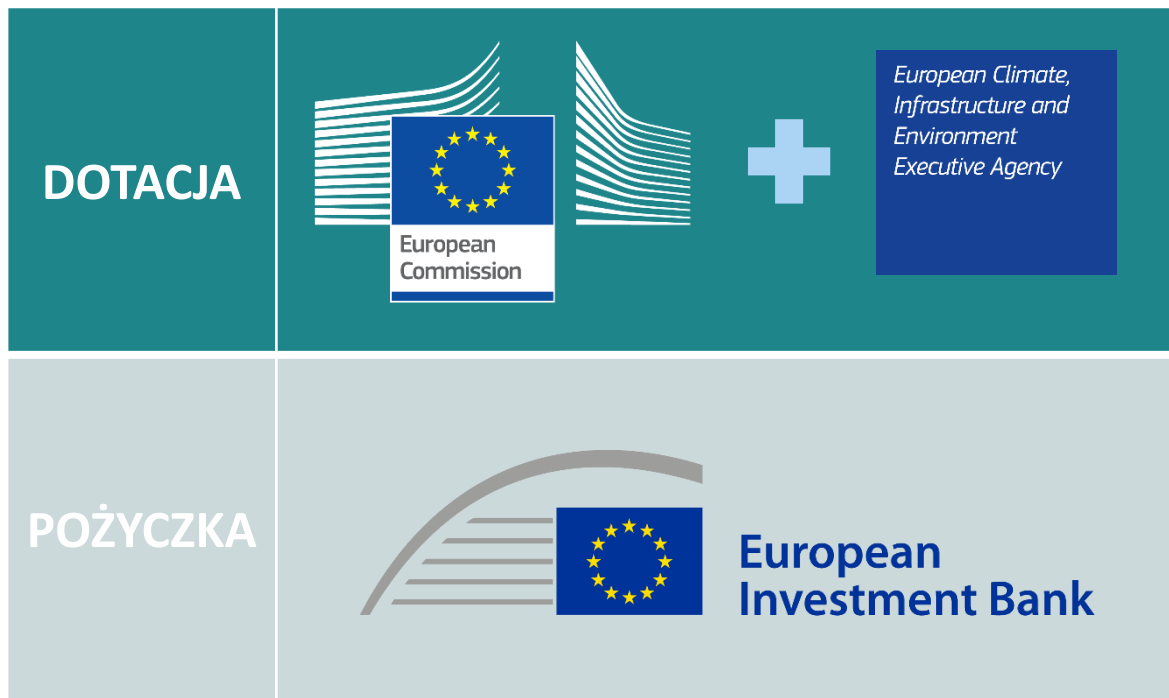 DOTACJA
European
Commission
European Climate,
Infrastructure and
Environment
Executive Agency
POŻYCZKA
European
Investment Bank